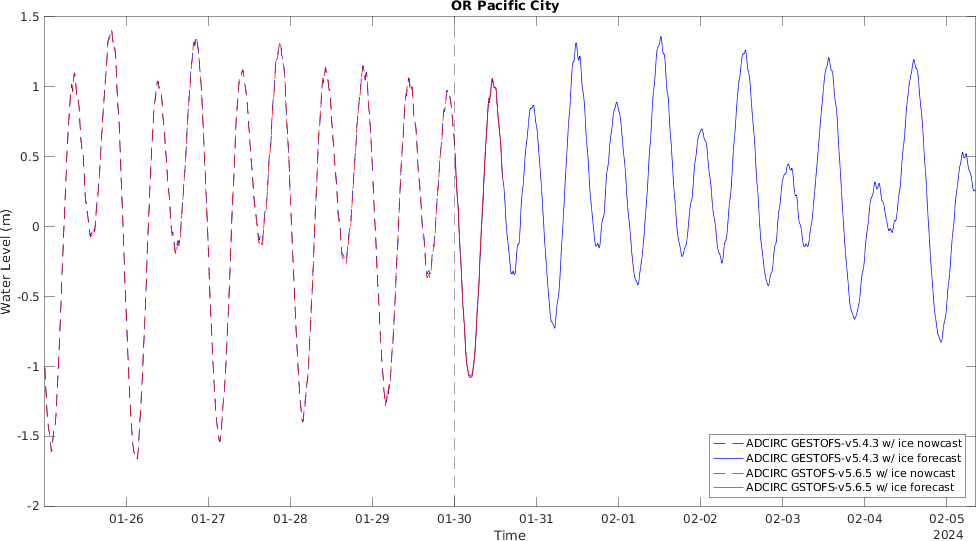 OR Pacific City
Water Level (m)
1.5
1
0.5
0
-0.5
-1
-1.5
-2
ADCIRC GESTOFS-v5.4.3 w/ ice nowcast
ADCIRC GESTOFS-v5.4.3 w/ ice forecast
ADCIRC GSTOFS-v5.6.5 w/ ice nowcast
ADCIRC GSTOFS-v5.6.5 w/ ice forecast
01-26 01-27 01-28 01-29 01-30 01-31 02-01 02-02 02-03 02-04 02-05
Time
2024